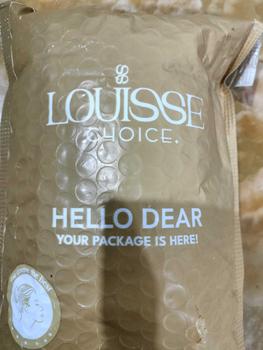 LOUISSE
CHOICE.
HELLO DEAR
YOUR PACKAGE IS HERE!